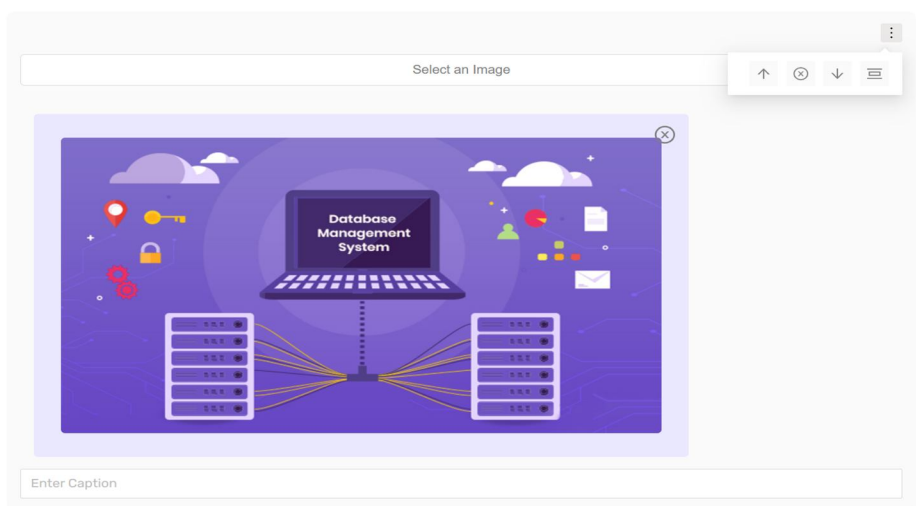 Select an Image
Database
Management
System
Enter Caption